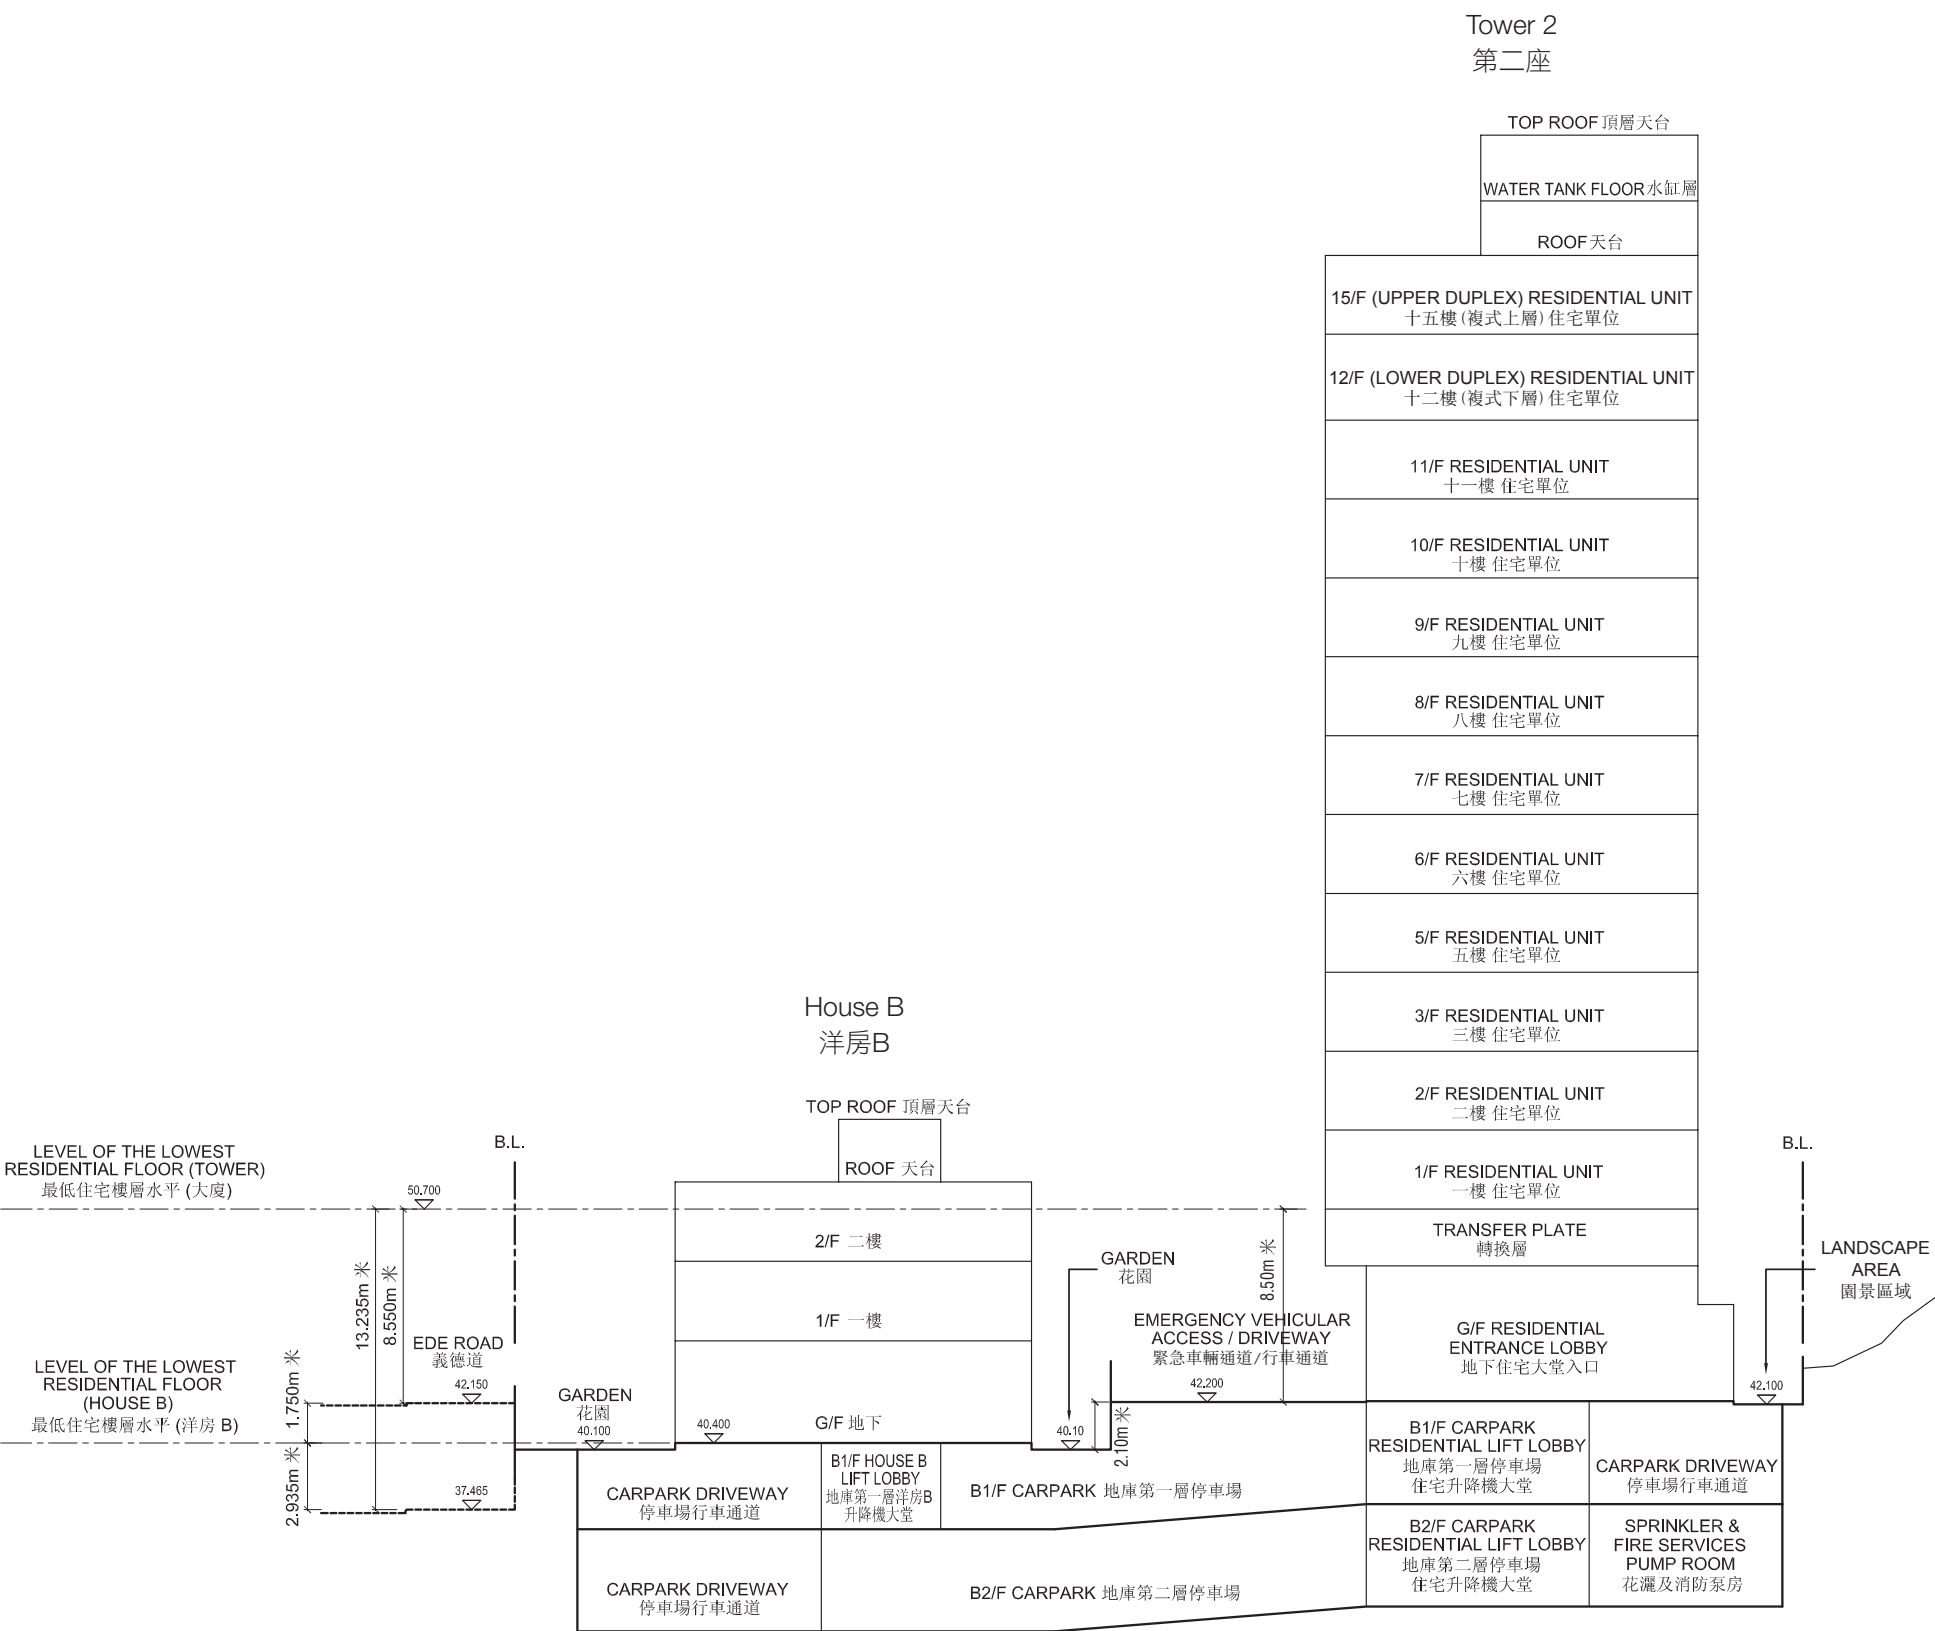 Tower 2
第二座
TOP ROOF 頂層天台
WATER TANK FLOOR 水缸層
ROOF 天台
15/F (UPPER DUPLEX) RESIDENTIAL UNIT
十五樓 (複式上層) 住宅單位
12/F (LOWER DUPLEX) RESIDENTIAL UNIT
十二樓 (複式下層) 住宅單位
11/F RESIDENTIAL UNIT
十一樓 住宅單位
10/F RESIDENTIAL UNIT
十樓 住宅單位
9/F RESIDENTIAL UNIT
九樓 住宅單位
8/F RESIDENTIAL UNIT
八樓 住宅單位
7/F RESIDENTIAL UNIT
七樓 住宅單位
6/F RESIDENTIAL UNIT
六樓 住宅單位
5/F RESIDENTIAL UNIT
五樓 住宅單位
3/F RESIDENTIAL UNIT
三樓 住宅單位
2/F RESIDENTIAL UNIT
二樓 住宅單位
1/F RESIDENTIAL UNIT
一樓 住宅單位
TRANSFER PLATE
轉換層
G/F RESIDENTIAL
ENTRANCE LOBBY
地下住宅大堂入口
B.L.
LANDSCAPE
AREA
園景區域
42.100
House B
洋房B
TOP ROOF 頂層天台
ROOF 天台
2/F 二樓
1/F 一樓
G/F 地下
40.400
LEVEL OF THE LOWEST
RESIDENTIAL FLOOR (TOWER)
最低住宅樓層水平 (大廈)
50.700
B.L.
13.235m 米
8.550m 米
EDE ROAD
義德道
42.150
LEVEL OF THE LOWEST
RESIDENTIAL FLOOR
(HOUSE B)
最低住宅樓層水平 (洋房 B)
1.750m 米
2.935m 米
37.465
GARDEN
花園
40.100
GARDEN
花園
40.10
8.50m 米
EMERGENCY VEHICULAR
ACCESS / DRIVEWAY
緊急車輛通道/行車通道
42.200
2.10m 米
CARPARK DRIVEWAY
停車場行車通道
B1/F HOUSE B
LIFT LOBBY
地庫第一層洋房B
升降機大堂
B1/F CARPARK 地庫第一層停車場
B1/F CARPARK
RESIDENTIAL LIFT LOBBY
地庫第一層停車場
住宅升降機大堂
CARPARK DRIVEWAY
停車場行車通道
CARPARK DRIVEWAY
停車場行車通道
B2/F CARPARK 地庫第二層停車場
B2/F CARPARK
RESIDENTIAL LIFT LOBBY
地庫第二層停車場
住宅升降機大堂
SPRINKLER &
FIRE SERVICES
PUMP ROOM
花灑及消防泵房